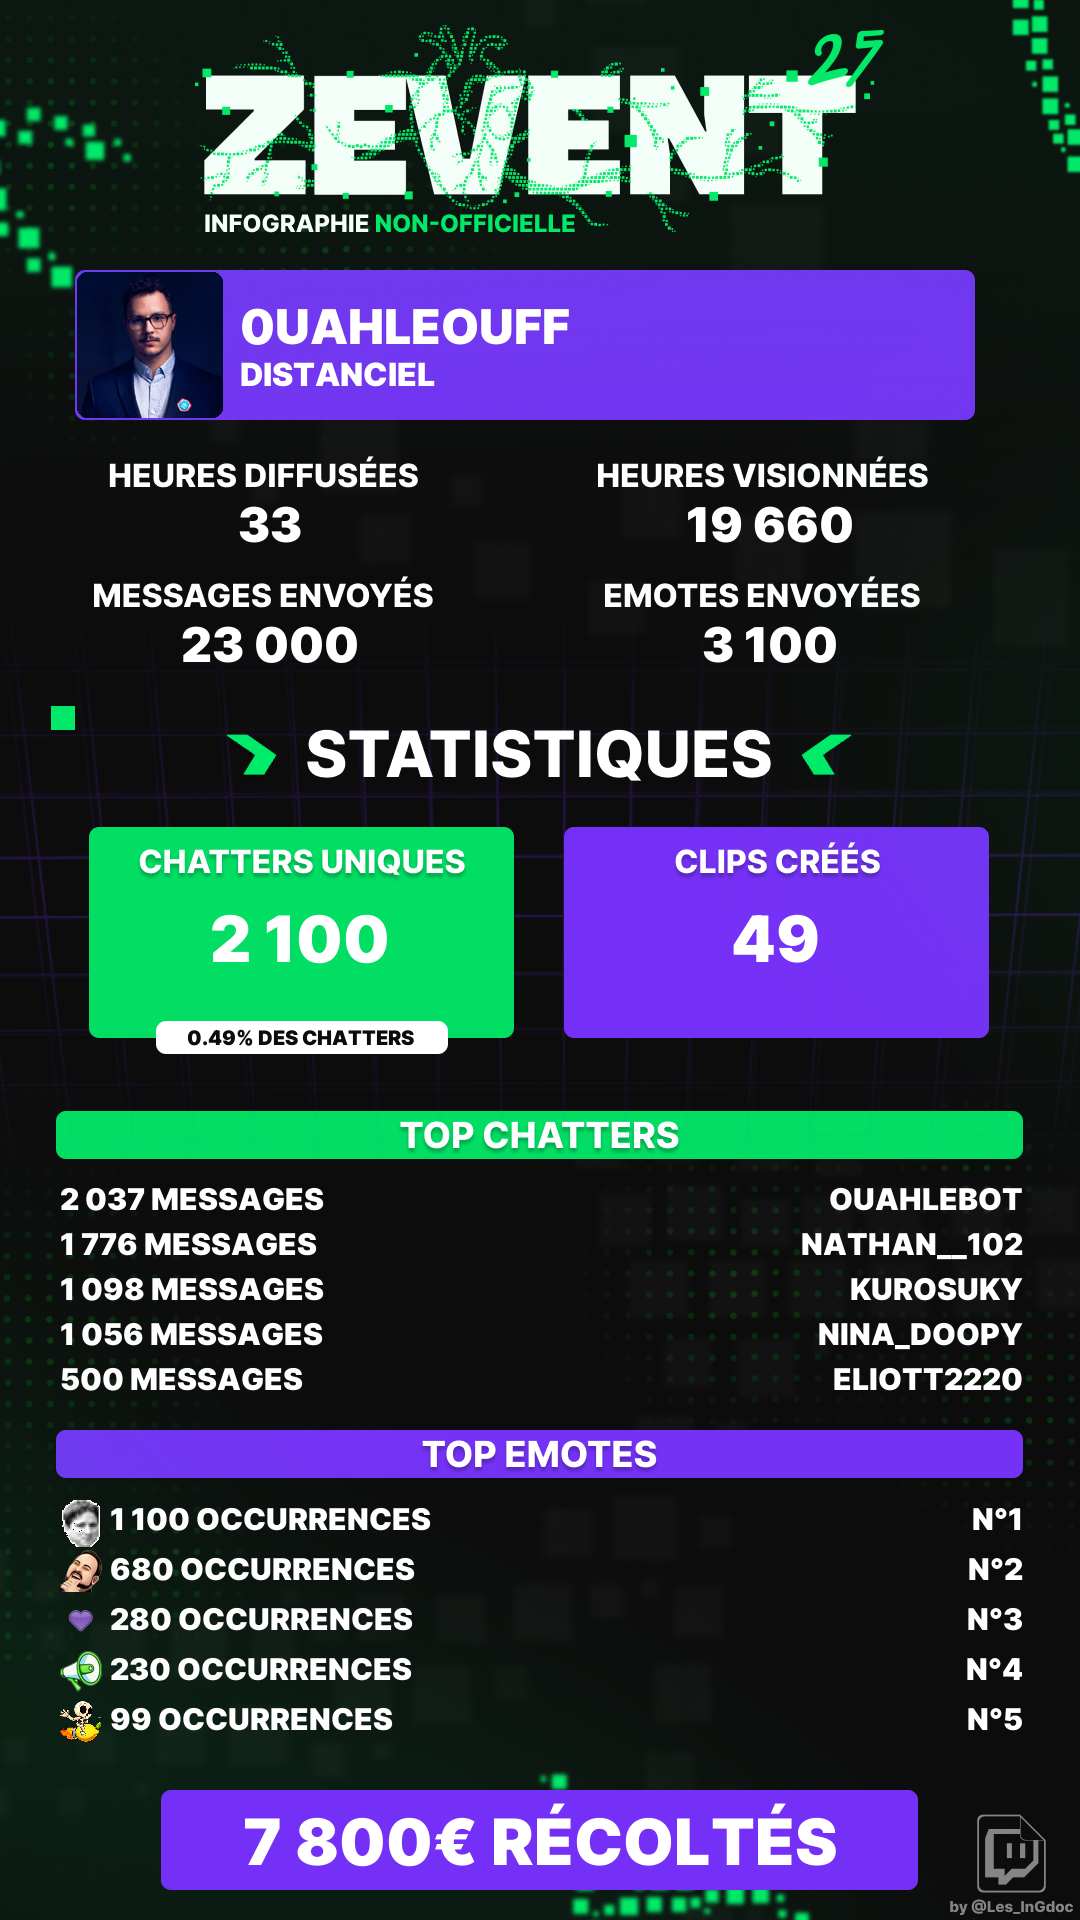 ZEVENT 25
INFOGRAPHIE NON-OFFICIELLE
0UAHLEOUFF
DISTANCIEL
HEURES DIFFUSÉES
33
HEURES VISIONNÉES
19 660
MESSAGES ENVOYÉS
23 000
EMOTES ENVOYÉES
3 100
STATISTIQUES
CHATTERS UNIQUES
2 100
0.49% DES CHATTERS
CLIPS CRÉÉS
49
TOP CHATTERS
2 037 MESSAGES OUAHLEBOT
1 776 MESSAGES NATHAN__102
1 098 MESSAGES KUROSUKY
1 056 MESSAGES NINA_DOOPY
500 MESSAGES ELIOTT2220
TOP EMOTES
1 100 OCCURRENCES N°1
680 OCCURRENCES N°2
280 OCCURRENCES N°3
230 OCCURRENCES N°4
99 OCCURRENCES N°5
7 800€ RÉCOLTÉS
by @Les_InGdoc